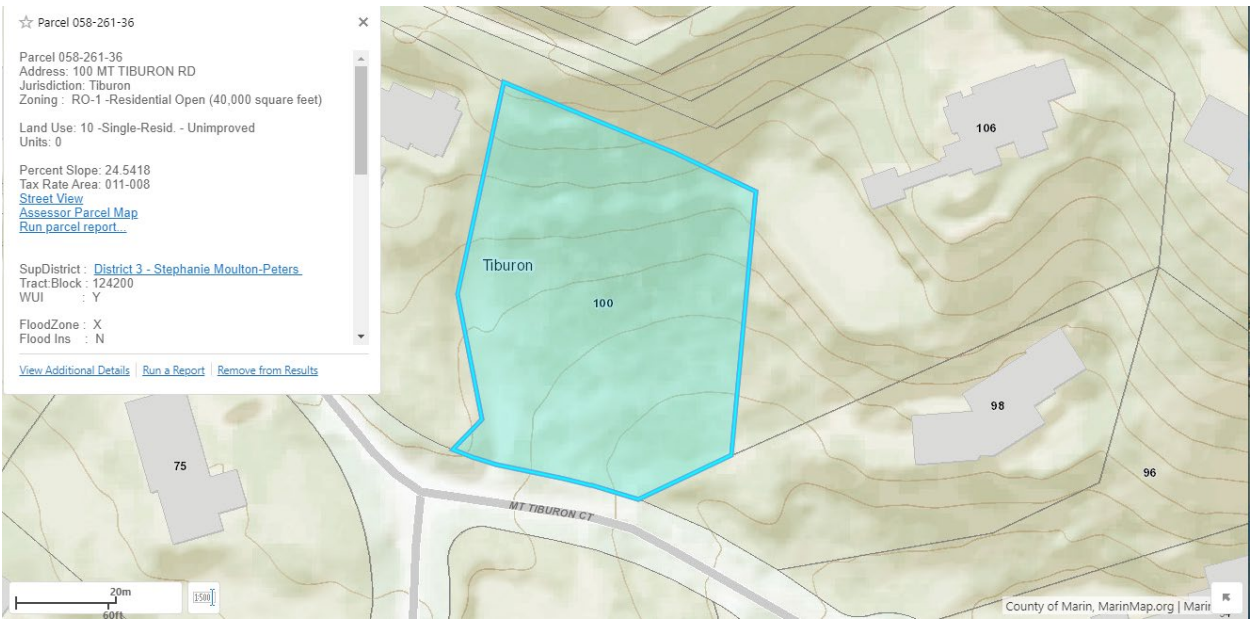 Parcel 058-261-36
Parcel 058-261-36
Address: 100 MT TIBURON RD
Jurisdiction: Tiburon
Zoning : RO-1 -Residential Open (40,000 square feet)
Land Use: 10 -Single-Resid. - Unimproved
Units: 0
Percent Slope: 24.5418
Tax Rate Area: 011-008
Street View
Assessor Parcel Map
Run parcel report...
SupDistrict : District 3 - Stephanie Moulton-Peters
Tract:Block : 124200
WUI : Y
FloodZone : X
Flood Ins : N
View Additional Details | Run a Report | Remove from Results
106
Tiburon
100
98
75
96
MT TIBURON CT
20m
60ft
1:500
County of Marin, MarinMap.org | Mari